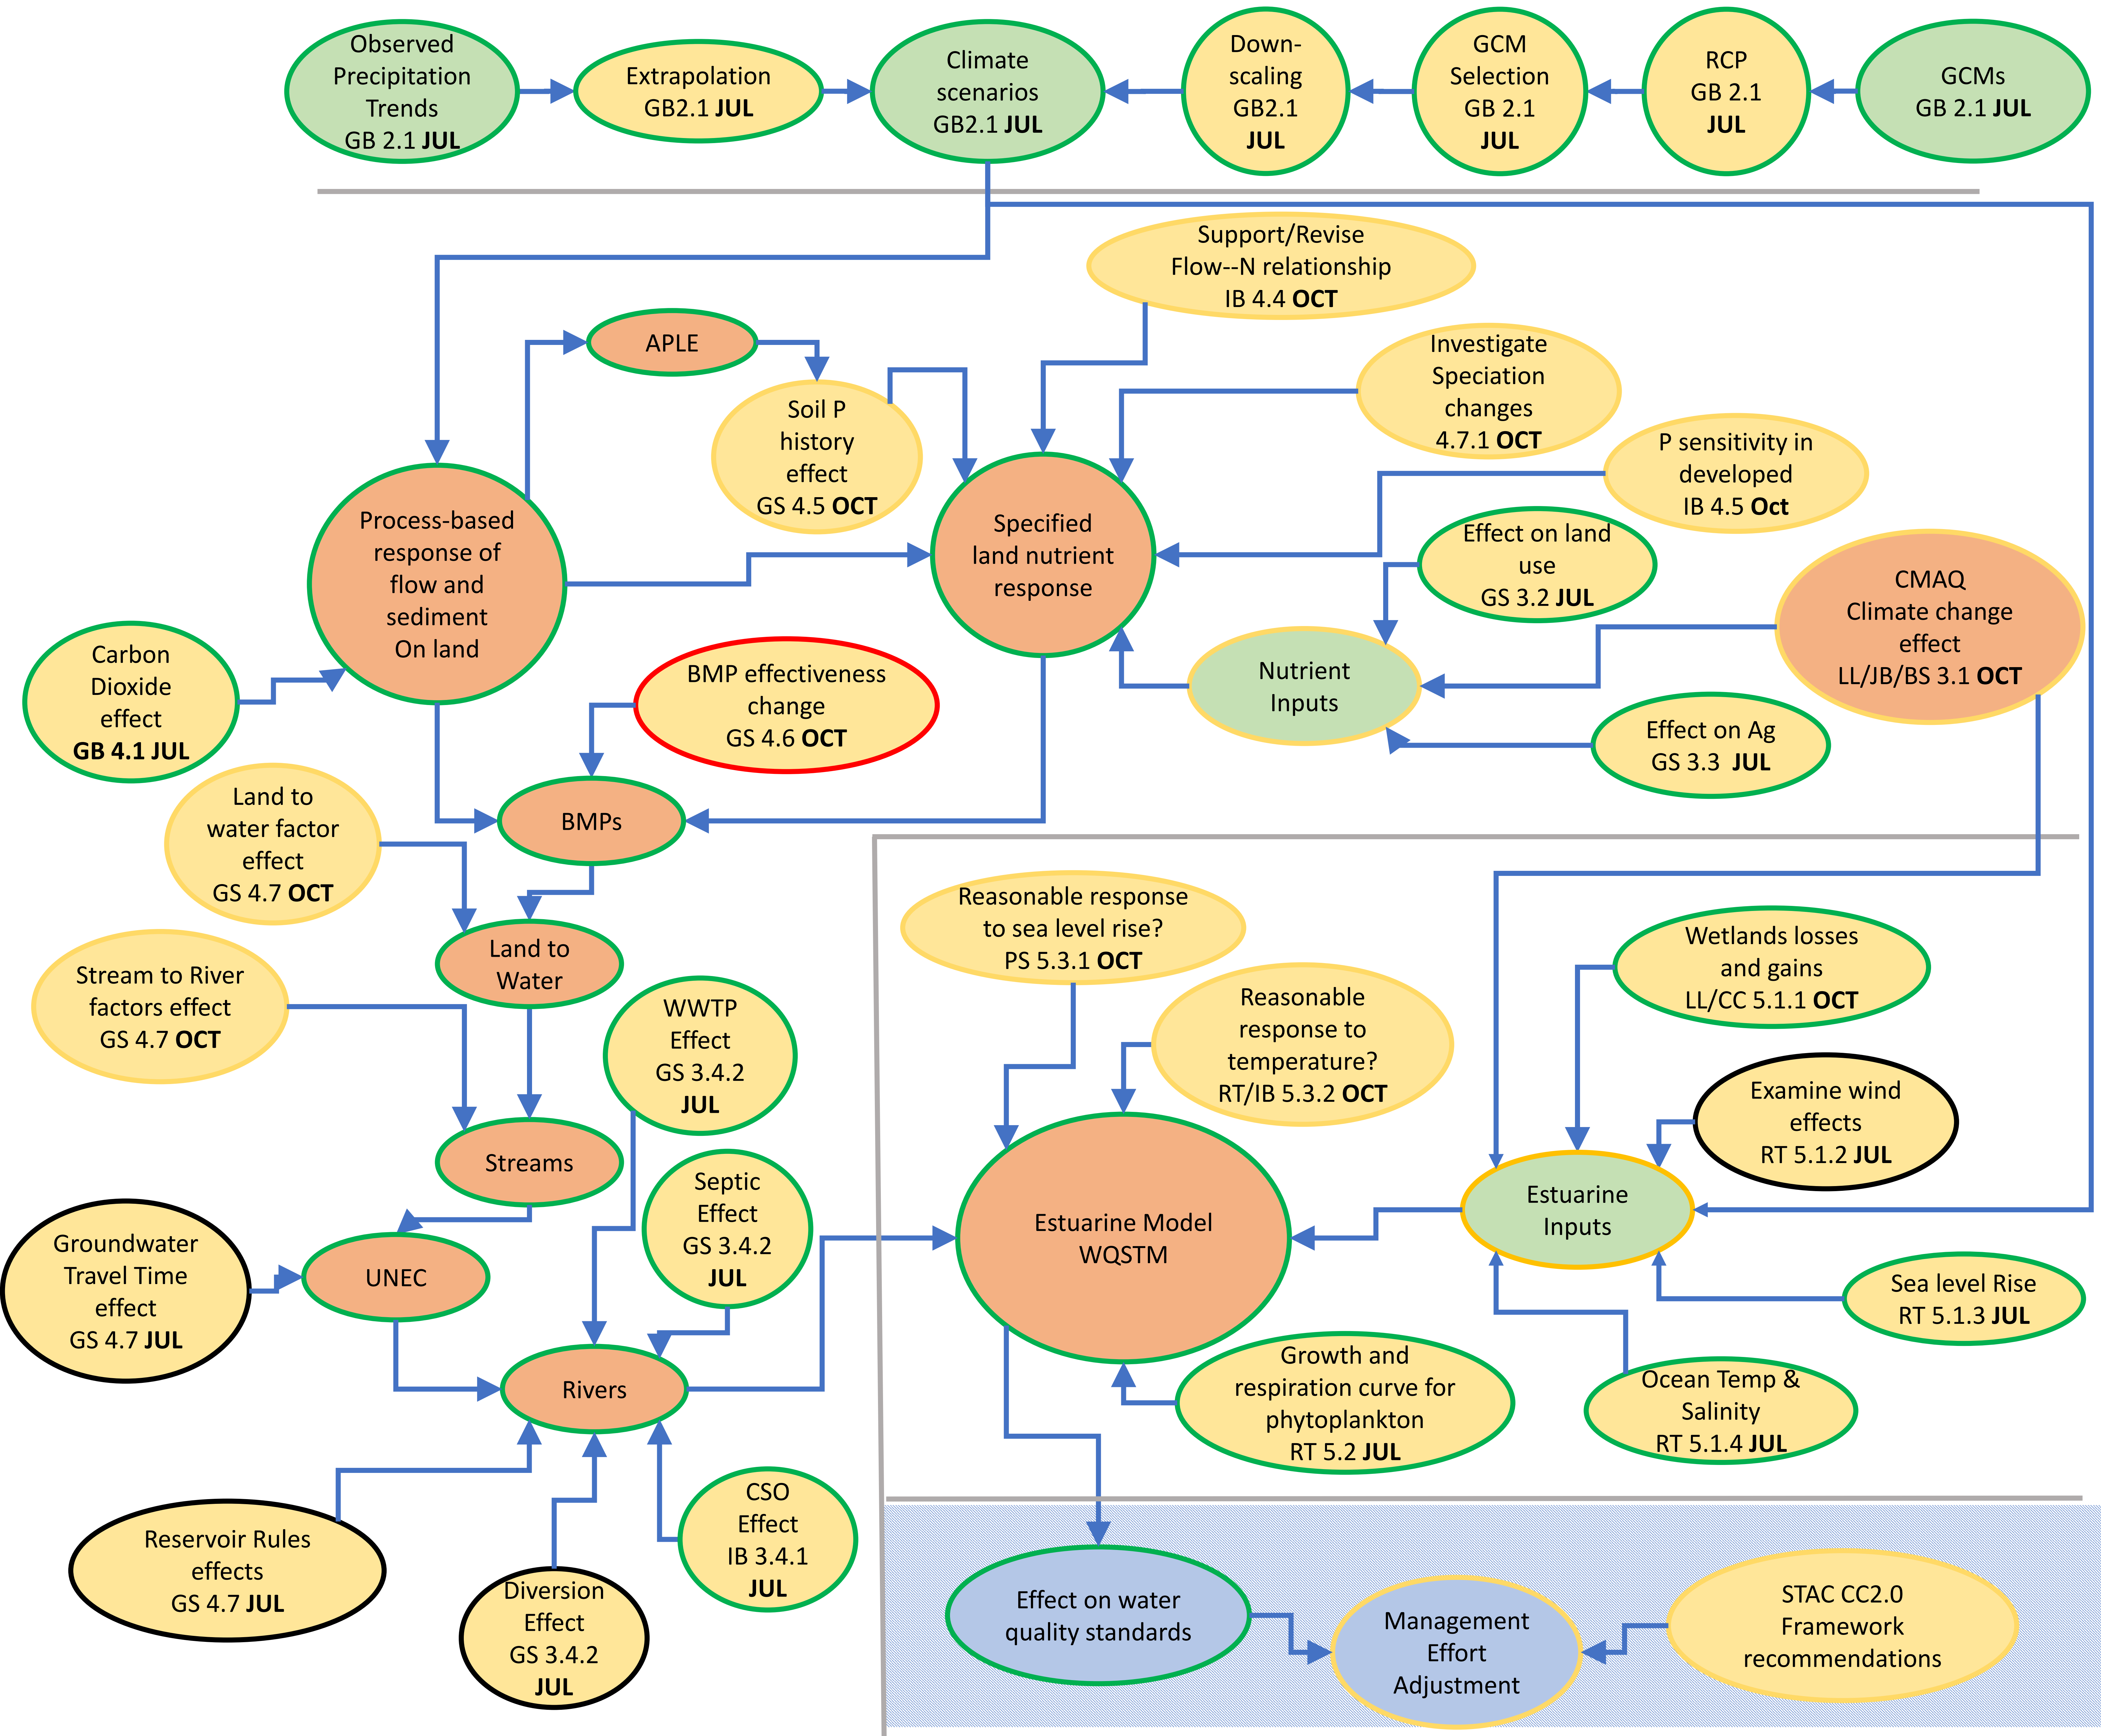 Observed
Precipitation
Trends
GB 2.1 JUL
Extrapolation
GB2.1 JUL
Climate
scenarios
GB2.1 JUL
Down-
scaling
GB2.1
JUL
GCM
Selection
GB 2.1
JUL
RCP
GB 2.1
JUL
GCMs
GB 2.1 JUL
Support/Revise
Flow--N relationship
IB 4.4 OCT
APLE
Investigate
Speciation
changes
4.7.1 OCT
Soil P
history
effect
GS 4.5 OCT
P sensitivity in
developed
IB 4.5 Oct
Process-based
response of
flow and
sediment
On land
Specified
land nutrient
response
Effect on land
use
GS 3.2 JUL
CMAQ
Climate change
effect
LL/JB/BS 3.1 OCT
Carbon
Dioxide
effect
GB 4.1 JUL
BMP effectiveness
change
GS 4.6 OCT
Nutrient
Inputs
Effect on Ag
GS 3.3 JUL
Land to
water factor
effect
GS 4.7 OCT
BMPs
Reasonable response
to sea level rise?
PS 5.3.1 OCT
Wetlands losses
and gains
LL/CC 5.1.1 OCT
Stream to River
factors effect
GS 4.7 OCT
Land to
Water
WWTP
Effect
GS 3.4.2
JUL
Reasonable
response to
temperature?
RT/IB 5.3.2 OCT
Examine wind
effects
RT 5.1.2 JUL
Streams
Septic
Effect
GS 3.4.2
JUL
Estuarine Model
WQSTM
Estuarine
Inputs
Groundwater
Travel Time
effect
GS 4.7 JUL
UNEC
Sea level Rise
RT 5.1.3 JUL
Rivers
Growth and
respiration curve for
phytoplankton
RT 5.2 JUL
Ocean Temp &
Salinity
RT 5.1.4 JUL
Reservoir Rules
effects
GS 4.7 JUL
Diversion
Effect
GS 3.4.2
JUL
CSO
Effect
IB 3.4.1
JUL
Effect on water
quality standards
Management
Effort
Adjustment
STAC CC2.0
Framework
recommendations